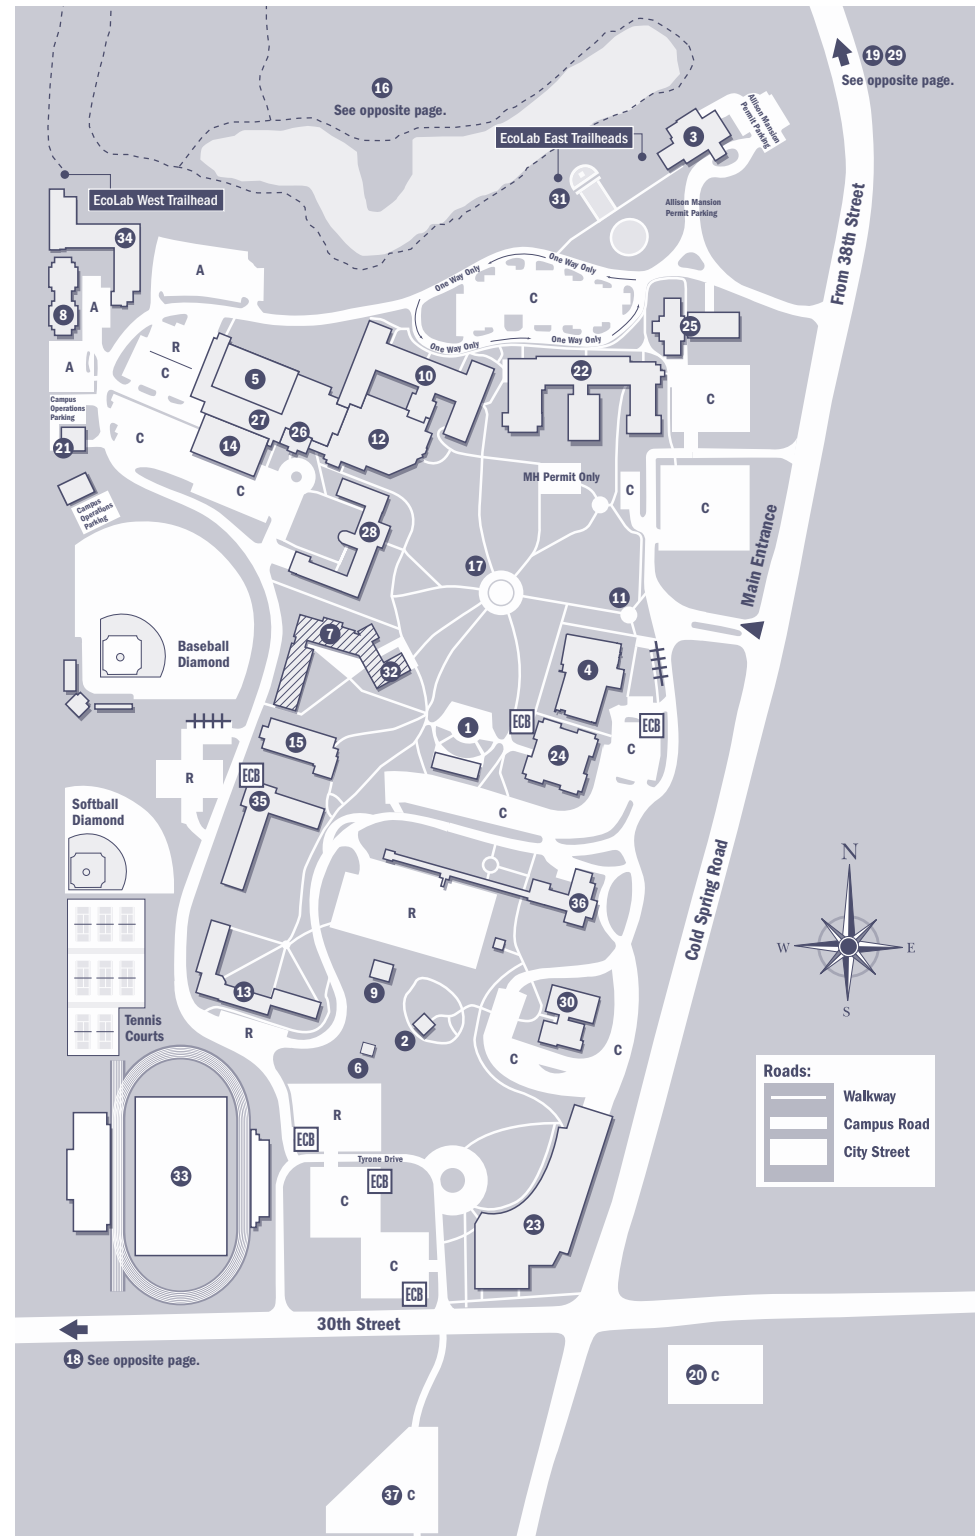 19 29
See opposite page.
16
See opposite page.
Allison Mansion
Permit Parking
3
EcoLab East Trailheads
31
Allison Mansion
Permit Parking
EcoLab West Trailhead
34
From 38th Street
A
One Way Only
One Way Only
C
8
A
25
One Way Only
One Way Only
R
C
A
5
10
22
C
Campus
Operations
Parking
27
26
12
21
C
14
MH Permit Only
C
C
C
Campus
Operations
Parking
28
Main Entrance
17
11
7
Baseball
Diamond
32
4
1
ECB
ECB
15
24
C
R
ECB
35
Softball
Diamond
C
Cold Spring Road
N
W
E
S
R
36
13
9
30
Tennis
Courts
R
2
6
C
C
Roads:
Walkway
Campus Road
City Street
R
ECB
Tyrone Drive
33
ECB
C
23
C
ECB
30th Street
18 See opposite page.
20 C
37 C